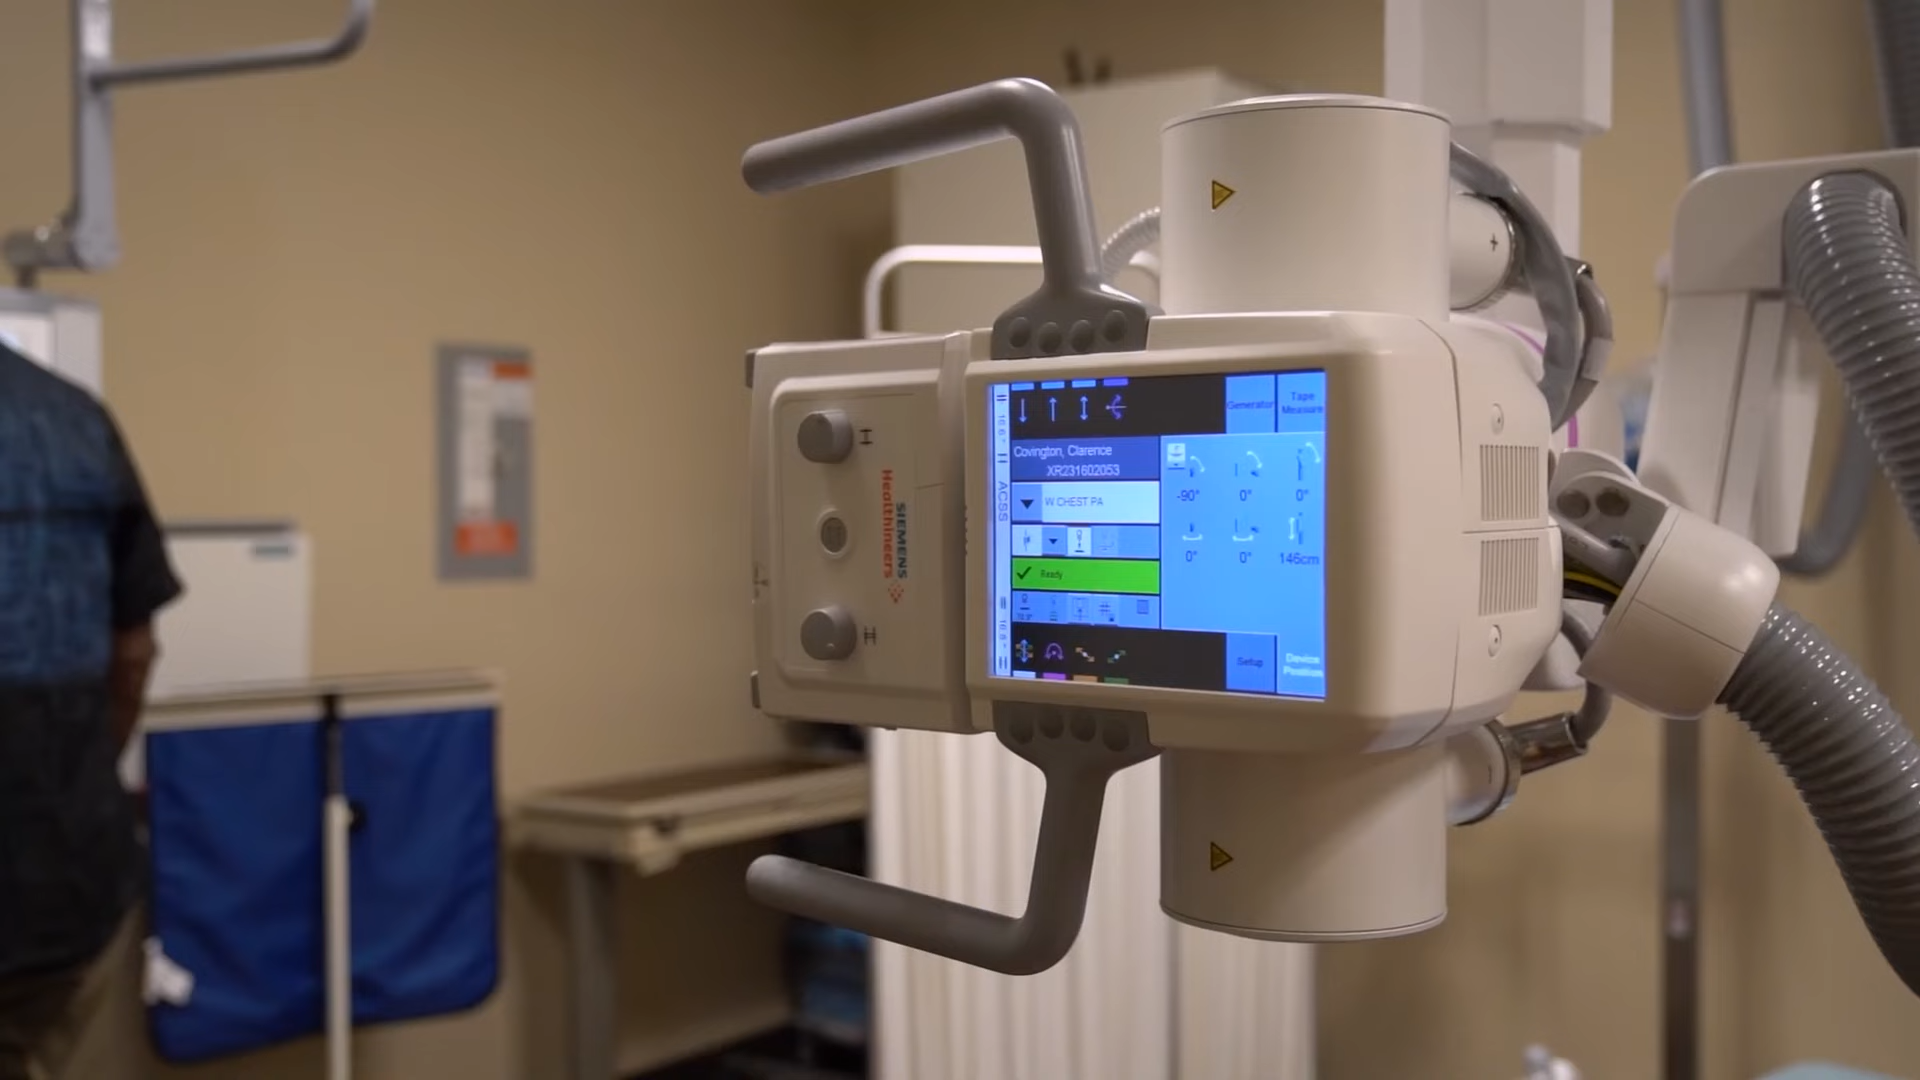 Generator
Tape
Measure
Covington, Clarence
XR231602053
W CHEST PA
ACSS
-90°
0°
0°
0°
0°
146cm
Ready
Setup
Device
Position
SIEMENS
Healthineers